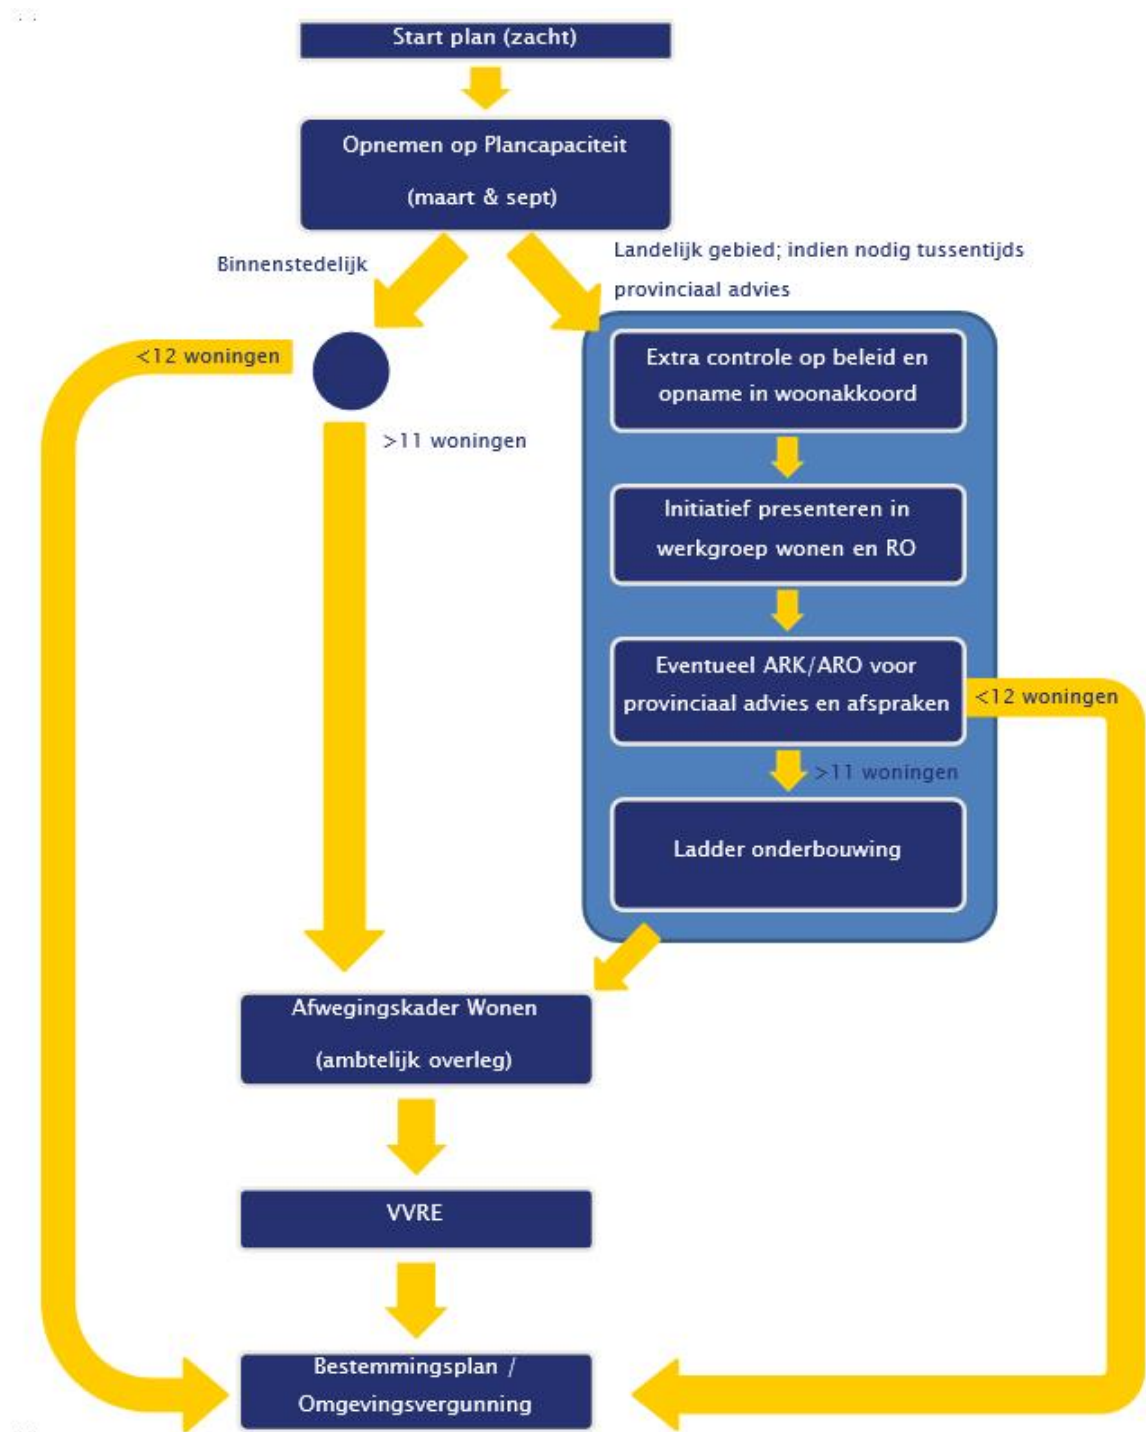 Start plan (zacht)
Opnemen op Plancapaciteit
(maart & sept)
Binnenstedelijk
Landelijk gebied; indien nodig tussentijds
provinciaal advies
<12 woningen
>11 woningen
Extra controle op beleid en
opname in woonakkoord
Initiatief presenteren in
werkgroep wonen en RO
Eventueel ARK/ARO voor
provinciaal advies en afspraken
<12 woningen
>11 woningen
Ladder onderbouwing
Afwegingskader Wonen
(ambtelijk overleg)
VVRE
Bestemmingsplan /
Omgevingsvergunning